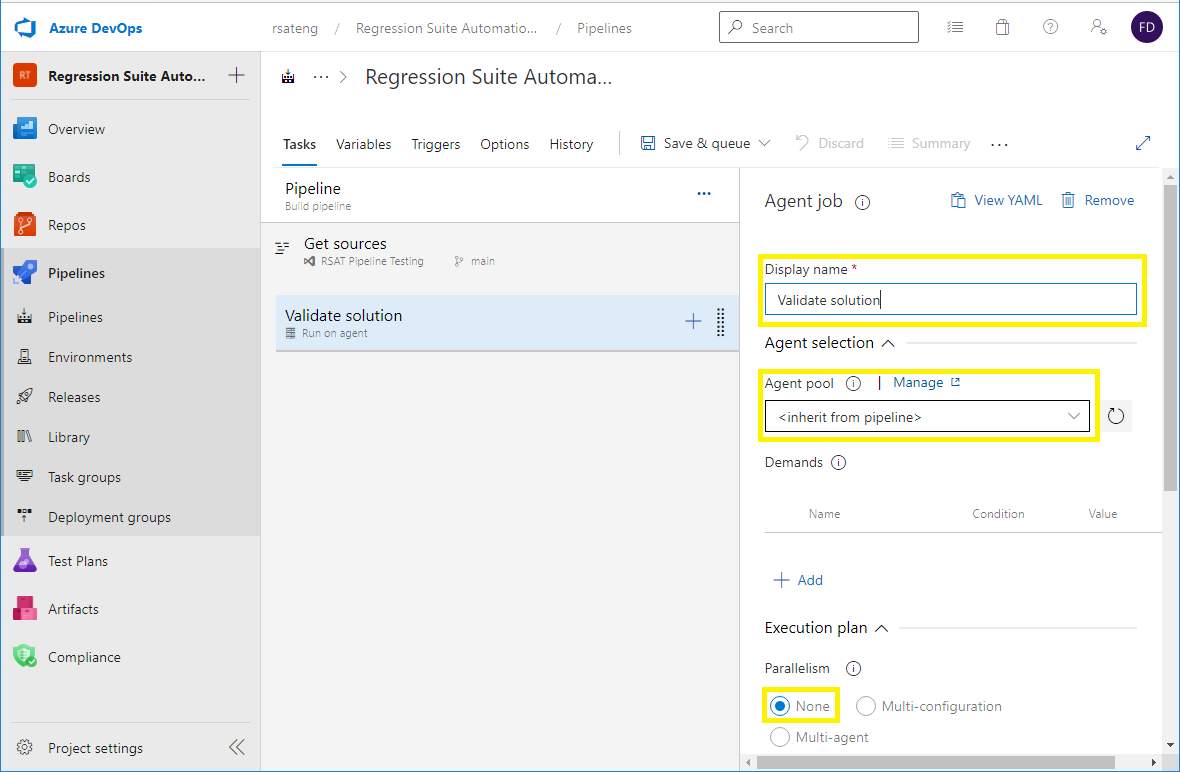 Azure DevOps
rsateng / Regression Suite Automatio... / Pipelines
Search
FD
RT Regression Suite Auto...
Overview
Boards
Repos
Pipelines
Pipelines
Environments
Releases
Library
Task groups
Deployment groups
Test Plans
Artifacts
Compliance
Project settings
... > Regression Suite Automa...
Tasks Variables Triggers Options History Save & queue Discard Summary ...
Pipeline ...
Build pipeline
Get sources
RSAT Pipeline Testing main
Validate solution
Run on agent
Agent job View YAML Remove
Display name *
Validate solution
Agent selection
Agent pool | Manage
<inherit from pipeline>
Demands
Name Condition Value
Add
Execution plan
Parallelism
None Multi-configuration
Multi-agent